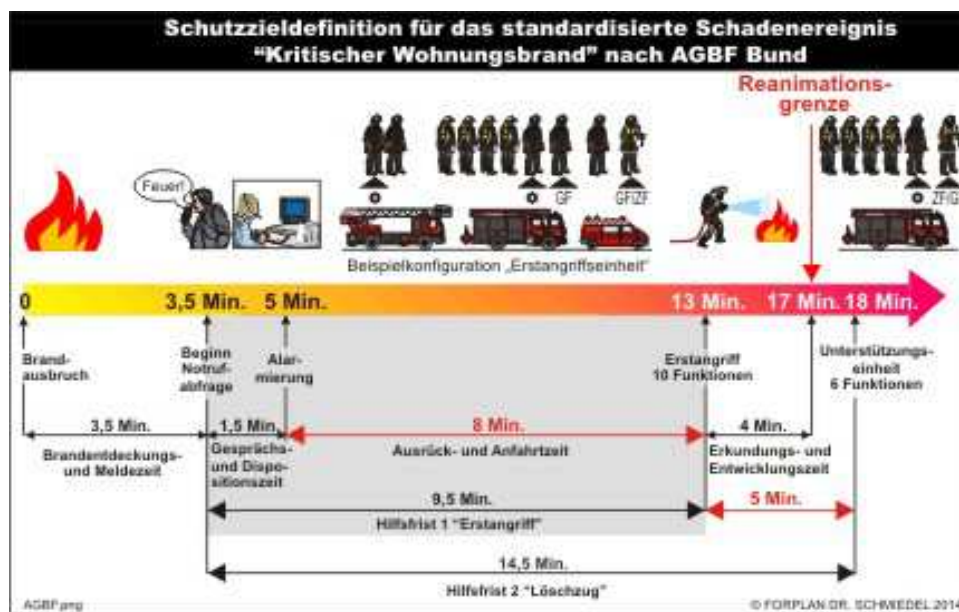 Schutzzieldefinition für das standardisierte Schadenereignis
“Kritischer Wohnungsbrand” nach AGBF Bund
Reanimations-
grenze
Feuer!
GF
GF/ZF
ZF/G
Beispielkonfiguration „Erstangriffseinheit“
0
3,5 Min.
5 Min.
13 Min.
17 Min.
18 Min.
Brand-
ausbruch
Beginn
Notruf-
abfrage
Alar-
mierung
Erstangriff
10 Funktionen
Unterstützungs-
einheit
6 Funktionen
3,5 Min.
Brandentdeckungs-
und Meldezeit
1,5 Min.
Gesprächs-
und Dispo-
sitionszeit
8 Min.
Ausrück- und Anfahrtzeit
4 Min.
Erkundungs- und
Entwicklungszeit
9,5 Min.
Hilfsfrist 1 “Erstangriff”
5 Min.
14,5 Min.
Hilfsfrist 2 “Löschzug”
AGBF.png
© FORPLAN DR. SCHMIEDEL 2014